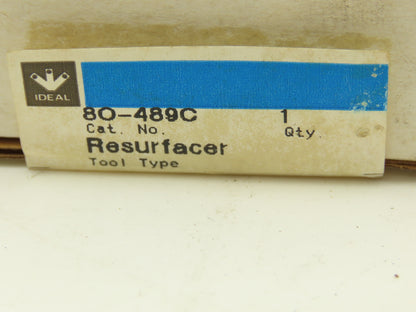 IDEAL
80-489C 1
Cat. No. Qty.
Resurfacer
Tool Type